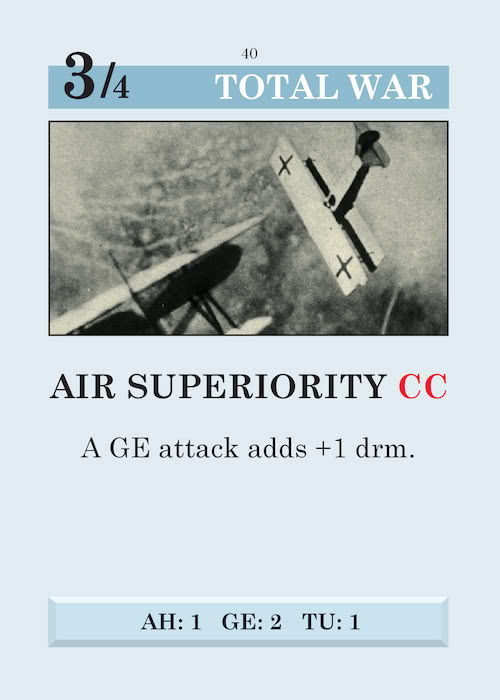 40
3/4 TOTAL WAR
AIR SUPERIORITY CC
A GE attack adds +1 drm.
AH: 1 GE: 2 TU: 1